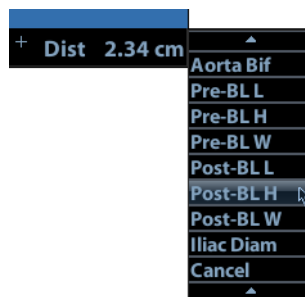 + Dist 2.34 cm
Aorta Bif
Pre-BL L
Pre-BL H
Pre-BL W
Post-BL L
Post-BL H
Post-BL W
Iliac Diam
Cancel